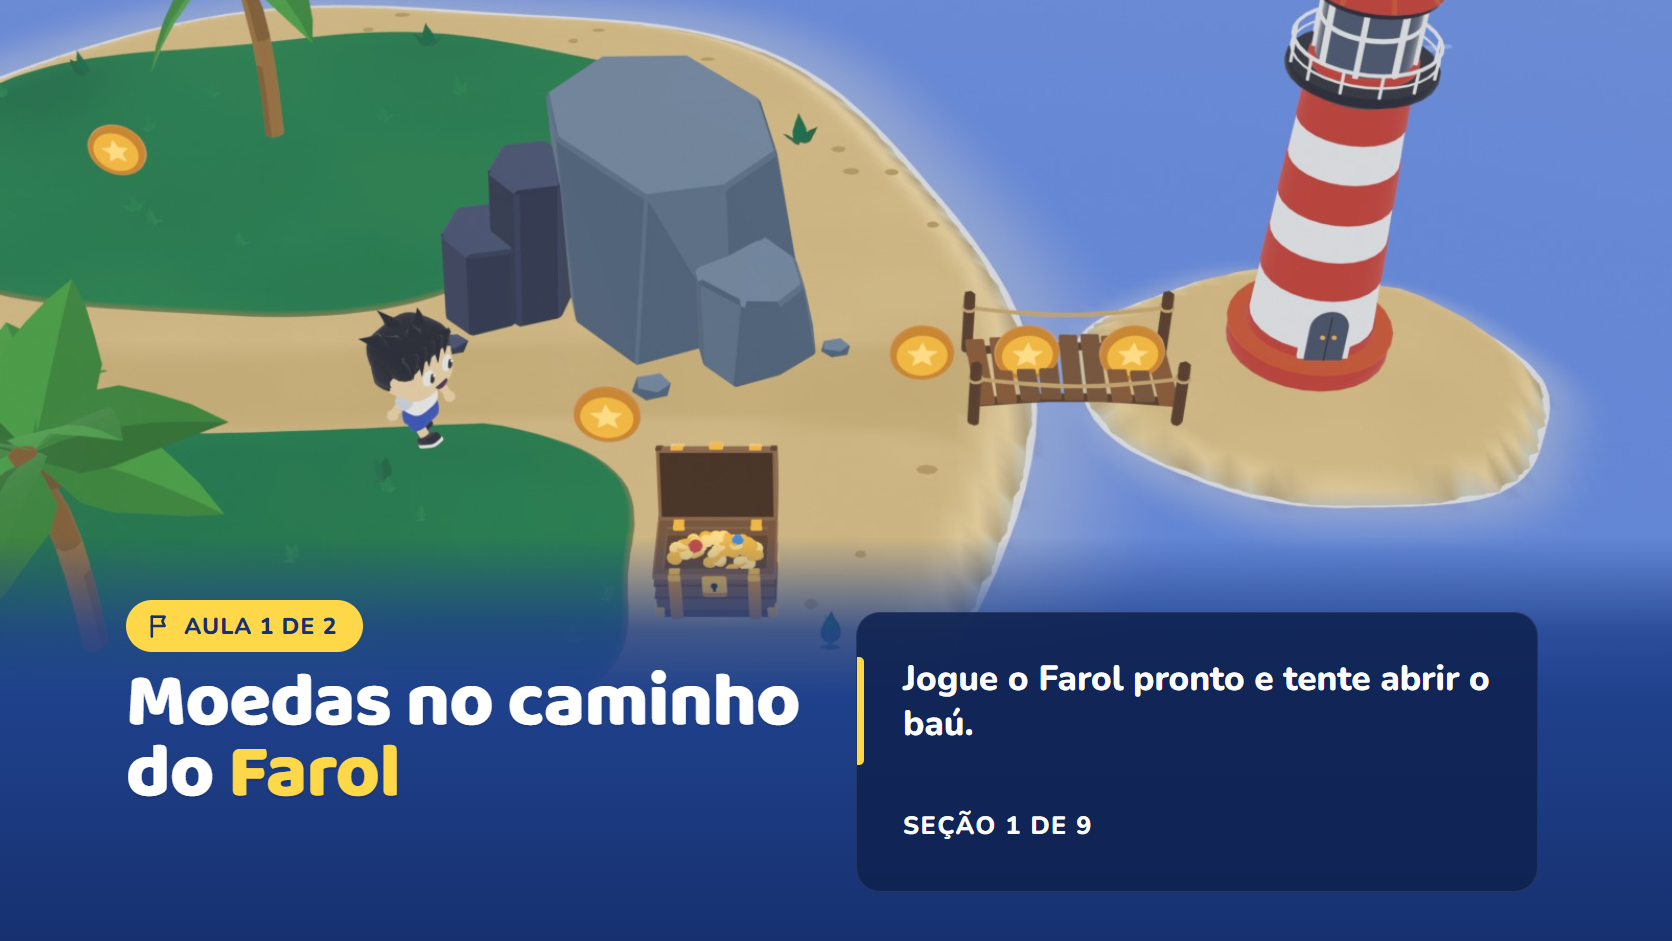 AULA 1 DE 2
Moedas no caminho
do Farol
Jogue o Farol pronto e tente abrir o
baú.
SEÇÃO 1 DE 9